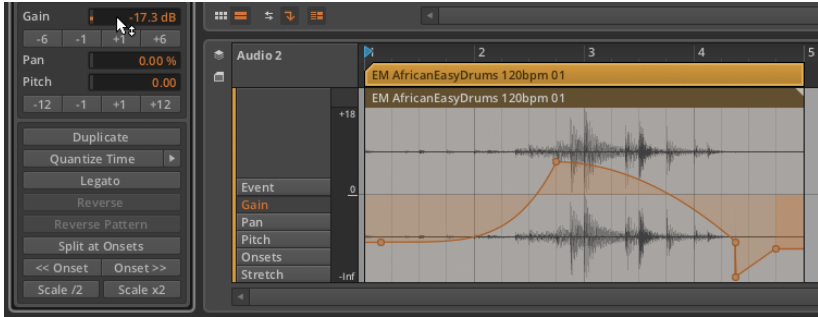 Gain -17.3 dB
-6 -1 +1 +6
Pan 0.00 %
Pitch 0.00
-12 -1 +1 +12
Duplicate
Quantize Time
Legato
Reverse
Reverse Pattern
Split at Onsets
<< Onset Onset >>
Scale /2 Scale x2
Audio 2
2 3 4 5
EM AfricanEasyDrums 120bpm 01
EM AfricanEasyDrums 120bpm 01
+18
0
-Inf
Event
Gain
Pan
Pitch
Onsets
Stretch